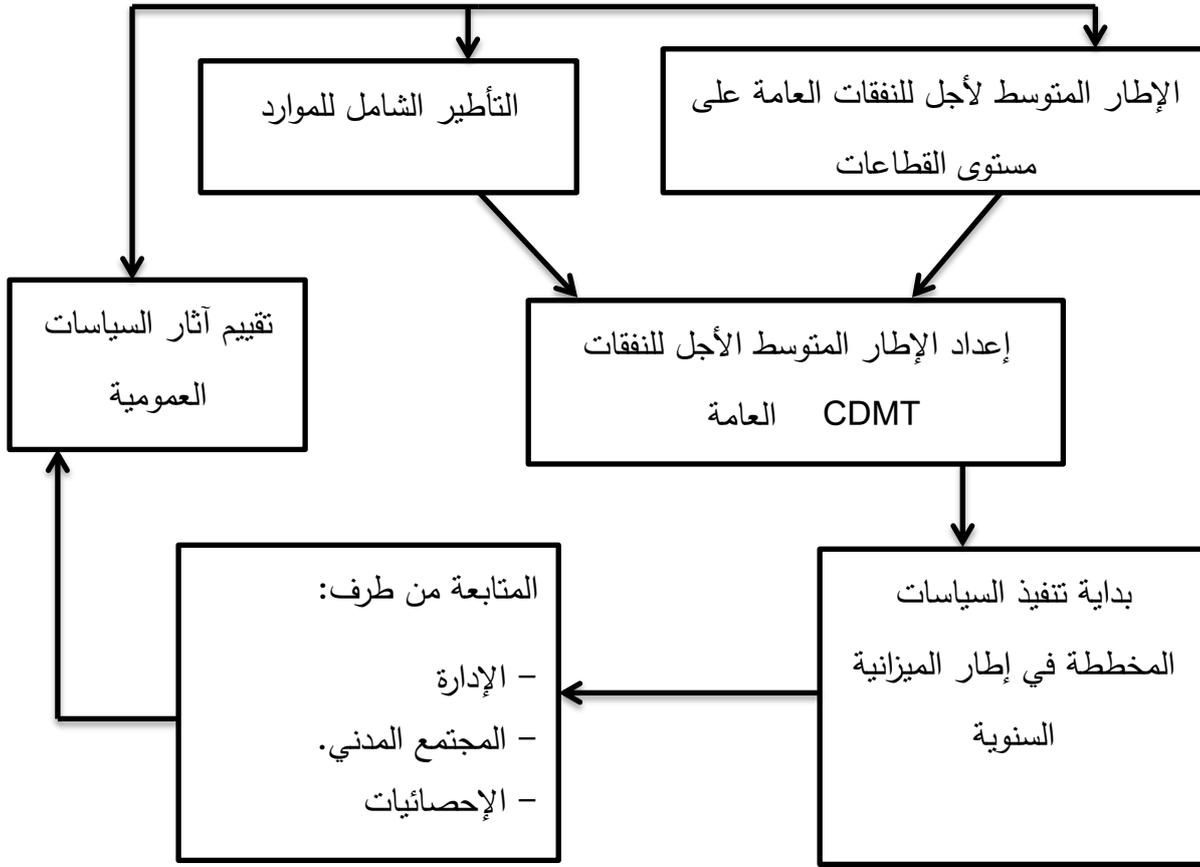 الإطار المتوسط لأجل للنفقات العامة على
مستوى القطاعات
التأطير الشامل للموارد
إعداد الإطار المتوسط الأجل للنفقات
العامة CDMT
تقييم آثار السياسات
العمومية
بداية تنفيذ السياسات
المخططة في إطار الميزانية
السنوية
المتابعة من طرف:
– الإدارة
– المجتمع المدني.
– الإحصائيات